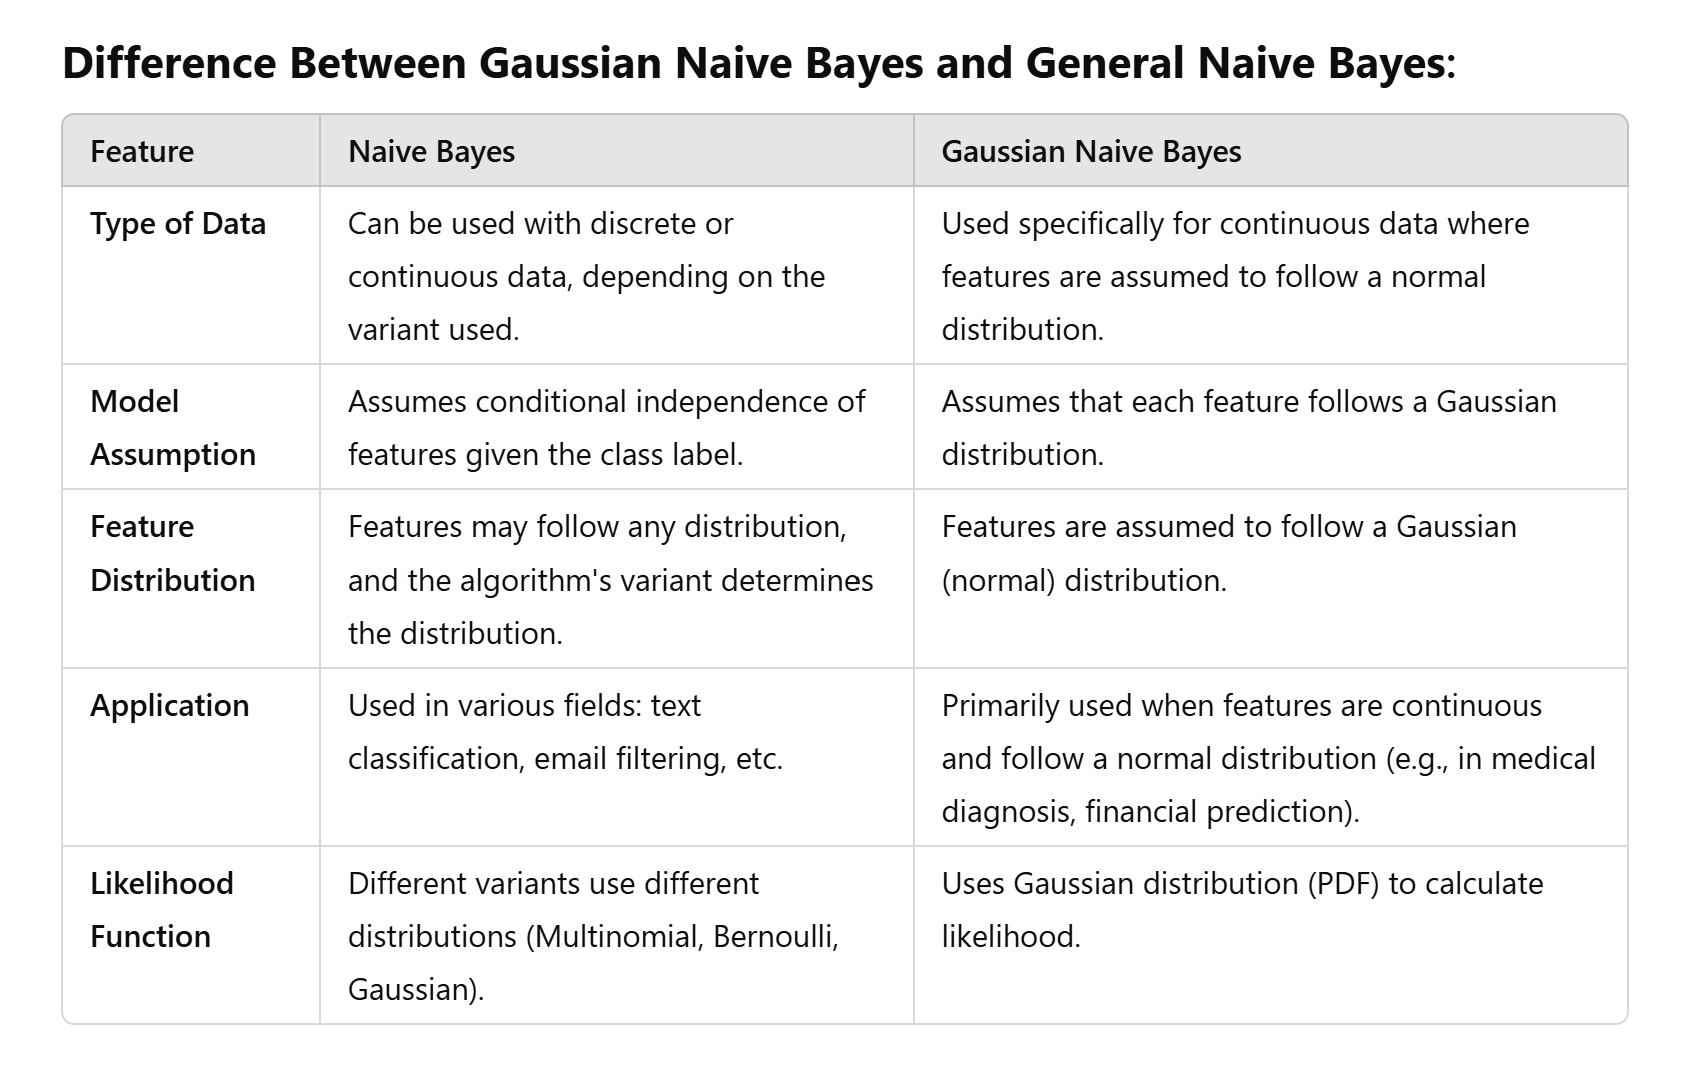 Difference Between Gaussian Naive Bayes and General Naive Bayes:
Feature
Naive Bayes
Gaussian Naive Bayes
Type of Data
Can be used with discrete or
continuous data, depending on the
variant used.
Used specifically for continuous data where
features are assumed to follow a normal
distribution.
Model
Assumption
Assumes conditional independence of
features given the class label.
Assumes that each feature follows a Gaussian
distribution.
Feature
Distribution
Features may follow any distribution,
and the algorithm's variant determines
the distribution.
Features are assumed to follow a Gaussian
(normal) distribution.
Application
Used in various fields: text
classification, email filtering, etc.
Primarily used when features are continuous
and follow a normal distribution (e.g., in medical
diagnosis, financial prediction).
Likelihood
Function
Different variants use different
distributions (Multinomial, Bernoulli,
Gaussian).
Uses Gaussian distribution (PDF) to calculate
likelihood.